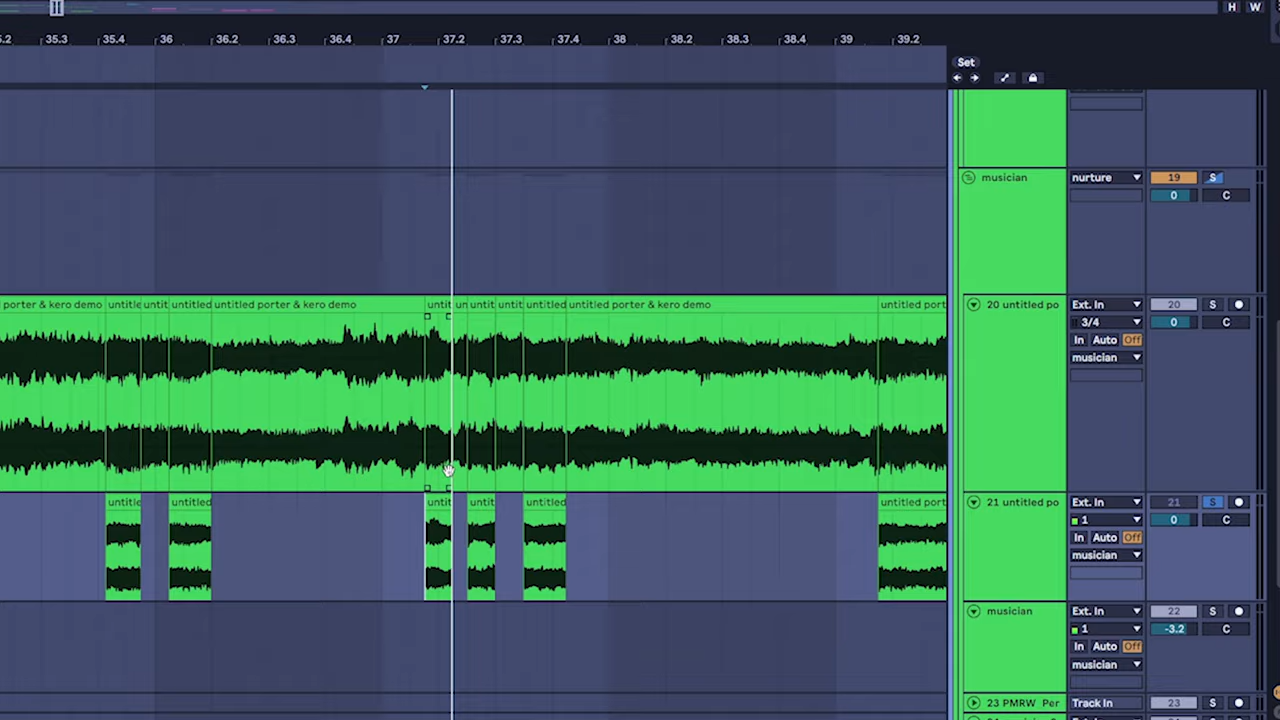 H W
5.2 35.3 35.4 36 36.2 36.3 36.4 37 37.2 37.3 37.4 38 38.2 38.3 38.4 39 39.2
Set
musician nurture 19 S
0 C
porter & kero demo untitle untit untitled untitled porter & kero demo untit un untit untit untitled untitled porter & kero demo untitled port
20 untitled po Ext. In 20 S
3/4 0 C
In Auto Off
musician
untitle untitled untit untit untitled untitled port
21 untitled po Ext. In 21 S
1 0 C
In Auto Off
musician
musician Ext. In 22 S
1 -3.2 C
In Auto Off
musician
23 PMRW Per Track In 23 S